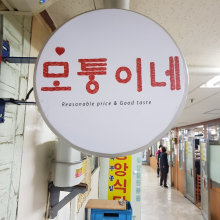 모퉁이네
Reasonable price & Good taste